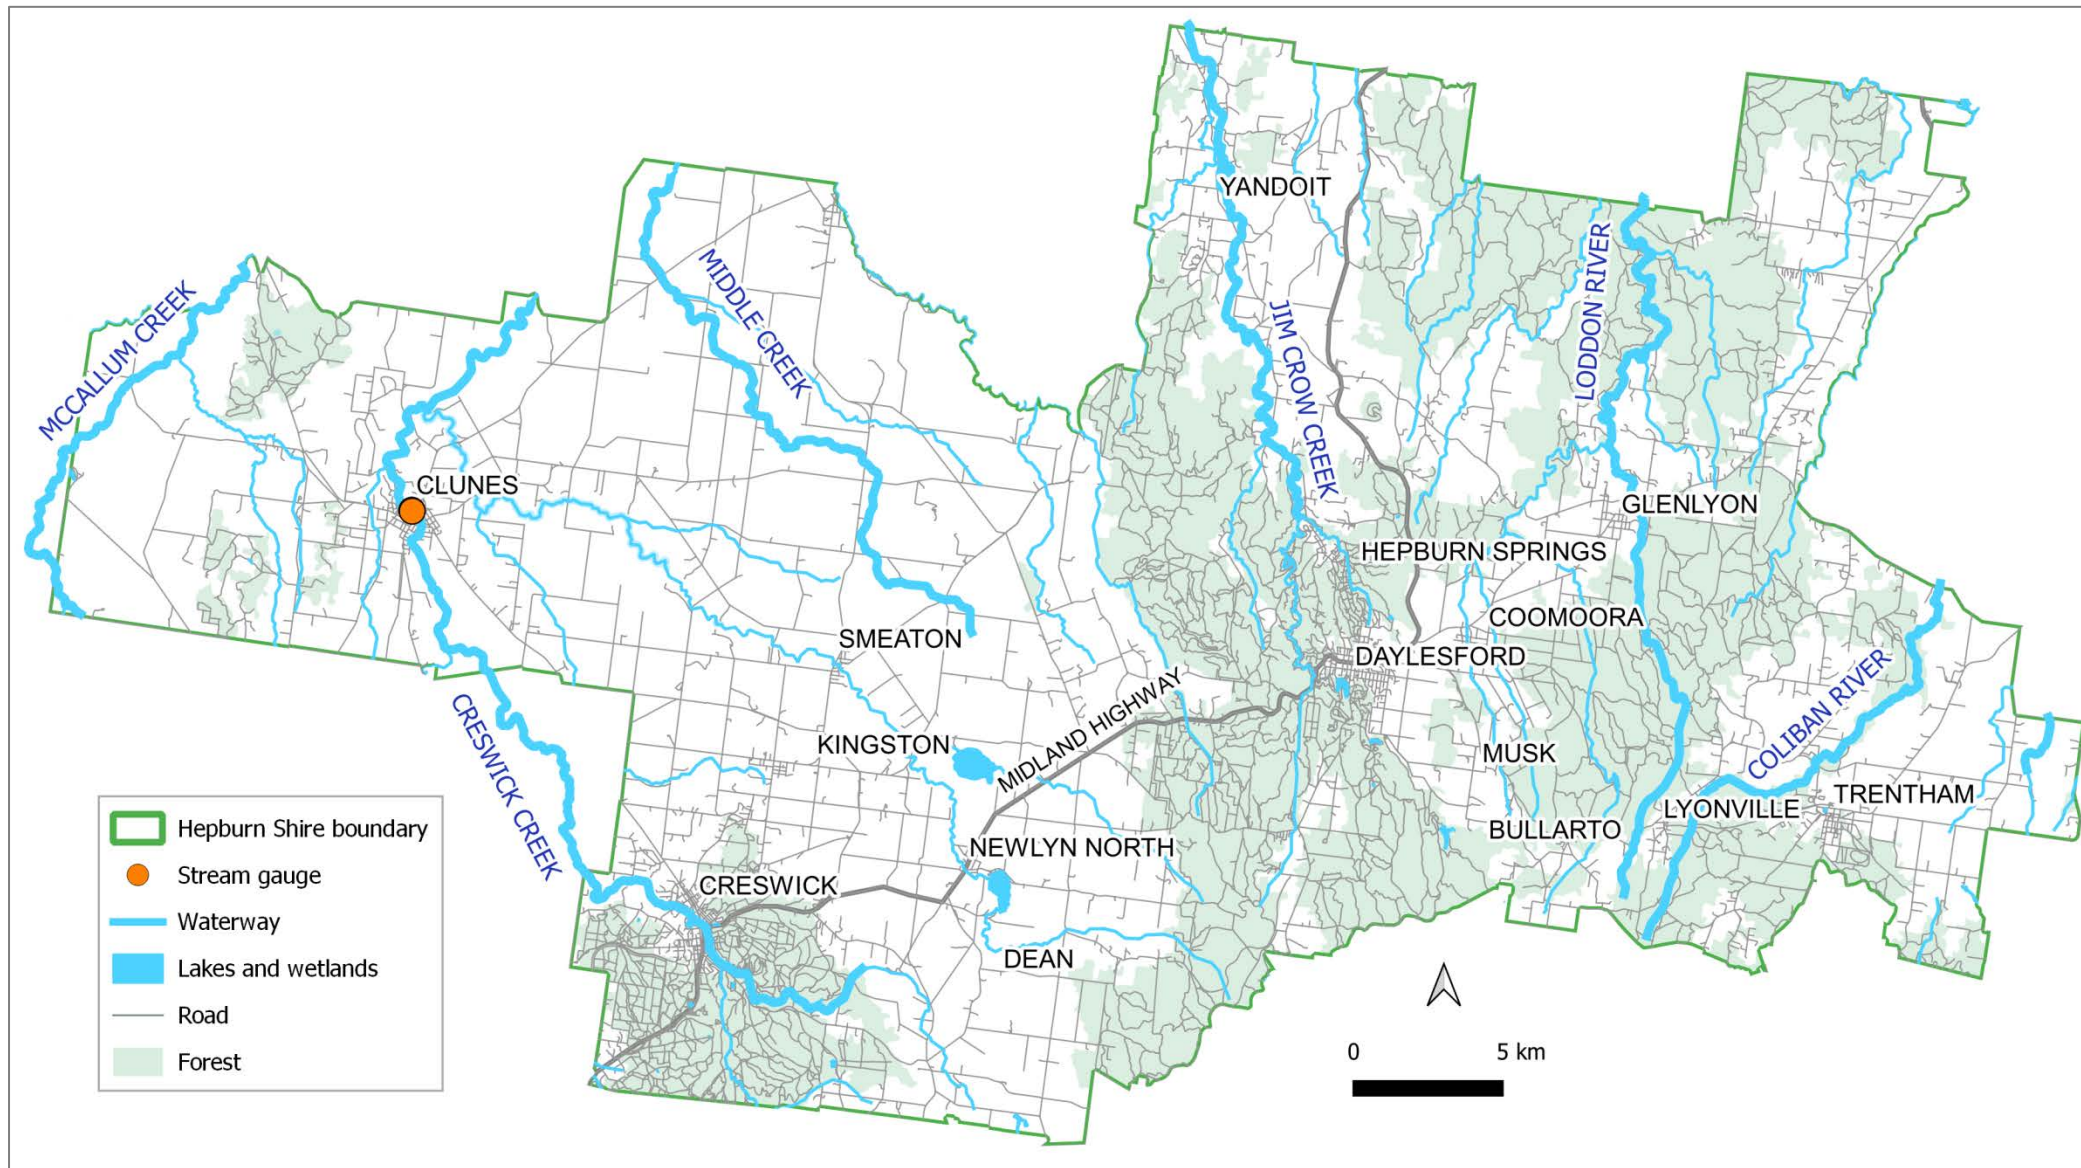 YANDOIT
MCCALLUM CREEK
MIDDLE CREEK
JIM CROW CREEK
LODDON RIVER
CLUNES
GLENLYON
HEPBURN SPRINGS
COOMOORA
SMEATON
DAYLESFORD
CRESWICK CREEK
KINGSTON
MIDLAND HIGHWAY
MUSK
COLIBAN RIVER
TRENTHAM
LYONVILLE
BULLARTO
NEWLYN NORTH
CRESWICK
DEAN
Hepburn Shire boundary
Stream gauge
Waterway
Lakes and wetlands
Road
Forest
0 5 km